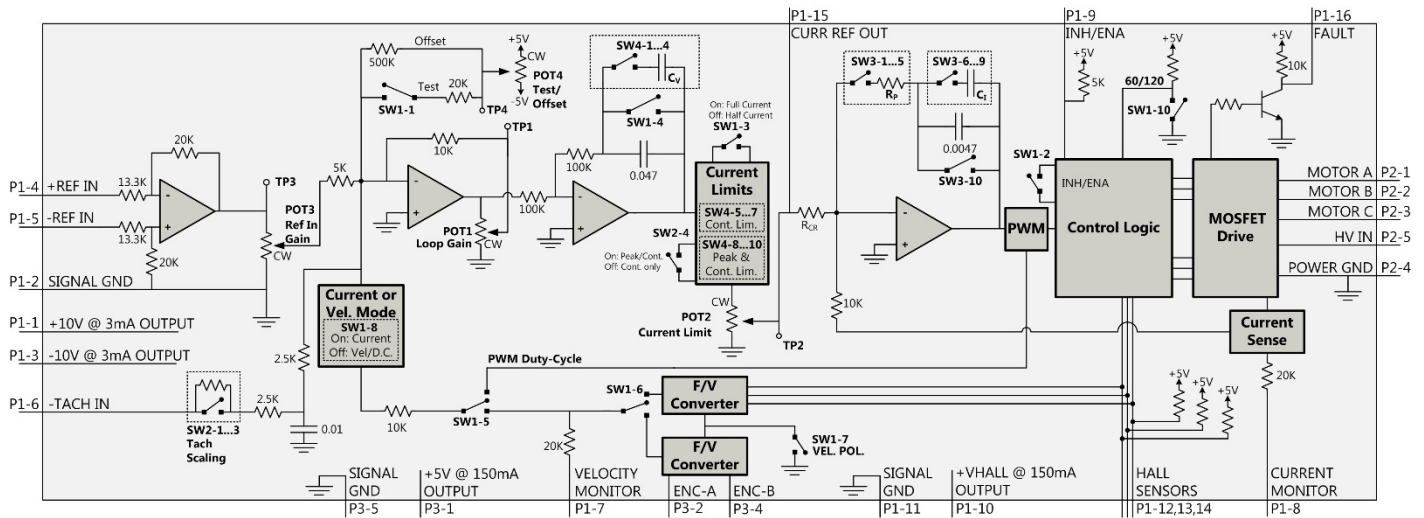 P1-15
CURR REF OUT
P1-9
INH/ENA
P1-16
FAULT
Offset
500K
+5V
CW
-5V
POT4
Test/
Offset
Test
20K
SW1-1
TP4
SW4-1...4
CV
SW1-4
0.047
100K
On: Full Current
Off: Half Current
SW1-3
SW3-1...5
RP
SW3-6...9
CI
0.0047
SW3-10
+5V
5K
60/120
+5V
SW1-10
+5V
10K
P1-4 +REF IN
13.3K
20K
P1-5 -REF IN
13.3K
20K
-
+
TP3
POT3
Ref In
Gain
CW
5K
TP1
10K
-
+
POT1
Loop Gain
CW
100K
-
+
Current
Limits
SW4-5...7
Cont. Lim.
SW4-8...10
Peak &
Cont. Lim.
SW2-4
On: Peak/Cont.
Off: Cont. only
CW
POT2
Current Limit
TP2
RCR
-
+
10K
SW1-2
PWM
INH/ENA
Control Logic
MOSFET
Drive
MOTOR A P2-1
MOTOR B P2-2
MOTOR C P2-3
HV IN P2-5
POWER GND P2-4
P1-2 SIGNAL GND
P1-1 +10V @ 3mA OUTPUT
P1-3 -10V @ 3mA OUTPUT
P1-6 -TACH IN
SW2-1...3
Tach
Scaling
2.5K
2.5K
0.01
Current or
Vel. Mode
SW1-8
On: Current
Off: Vel/D.C.
10K
PWM Duty-Cycle
SW1-5
20K
SW1-6
F/V
Converter
F/V
Converter
SW1-7
VEL. POL.
Current
Sense
20K
+5V
+5V
+5V
SIGNAL
GND
P3-5
+5V @ 150mA
OUTPUT
P3-1
VELOCITY
MONITOR
P1-7
ENC-A
P3-2
ENC-B
P3-4
SIGNAL
GND
P1-11
+VHALL @ 150mA
OUTPUT
P1-10
HALL
SENSORS
P1-12,13,14
CURRENT
MONITOR
P1-8